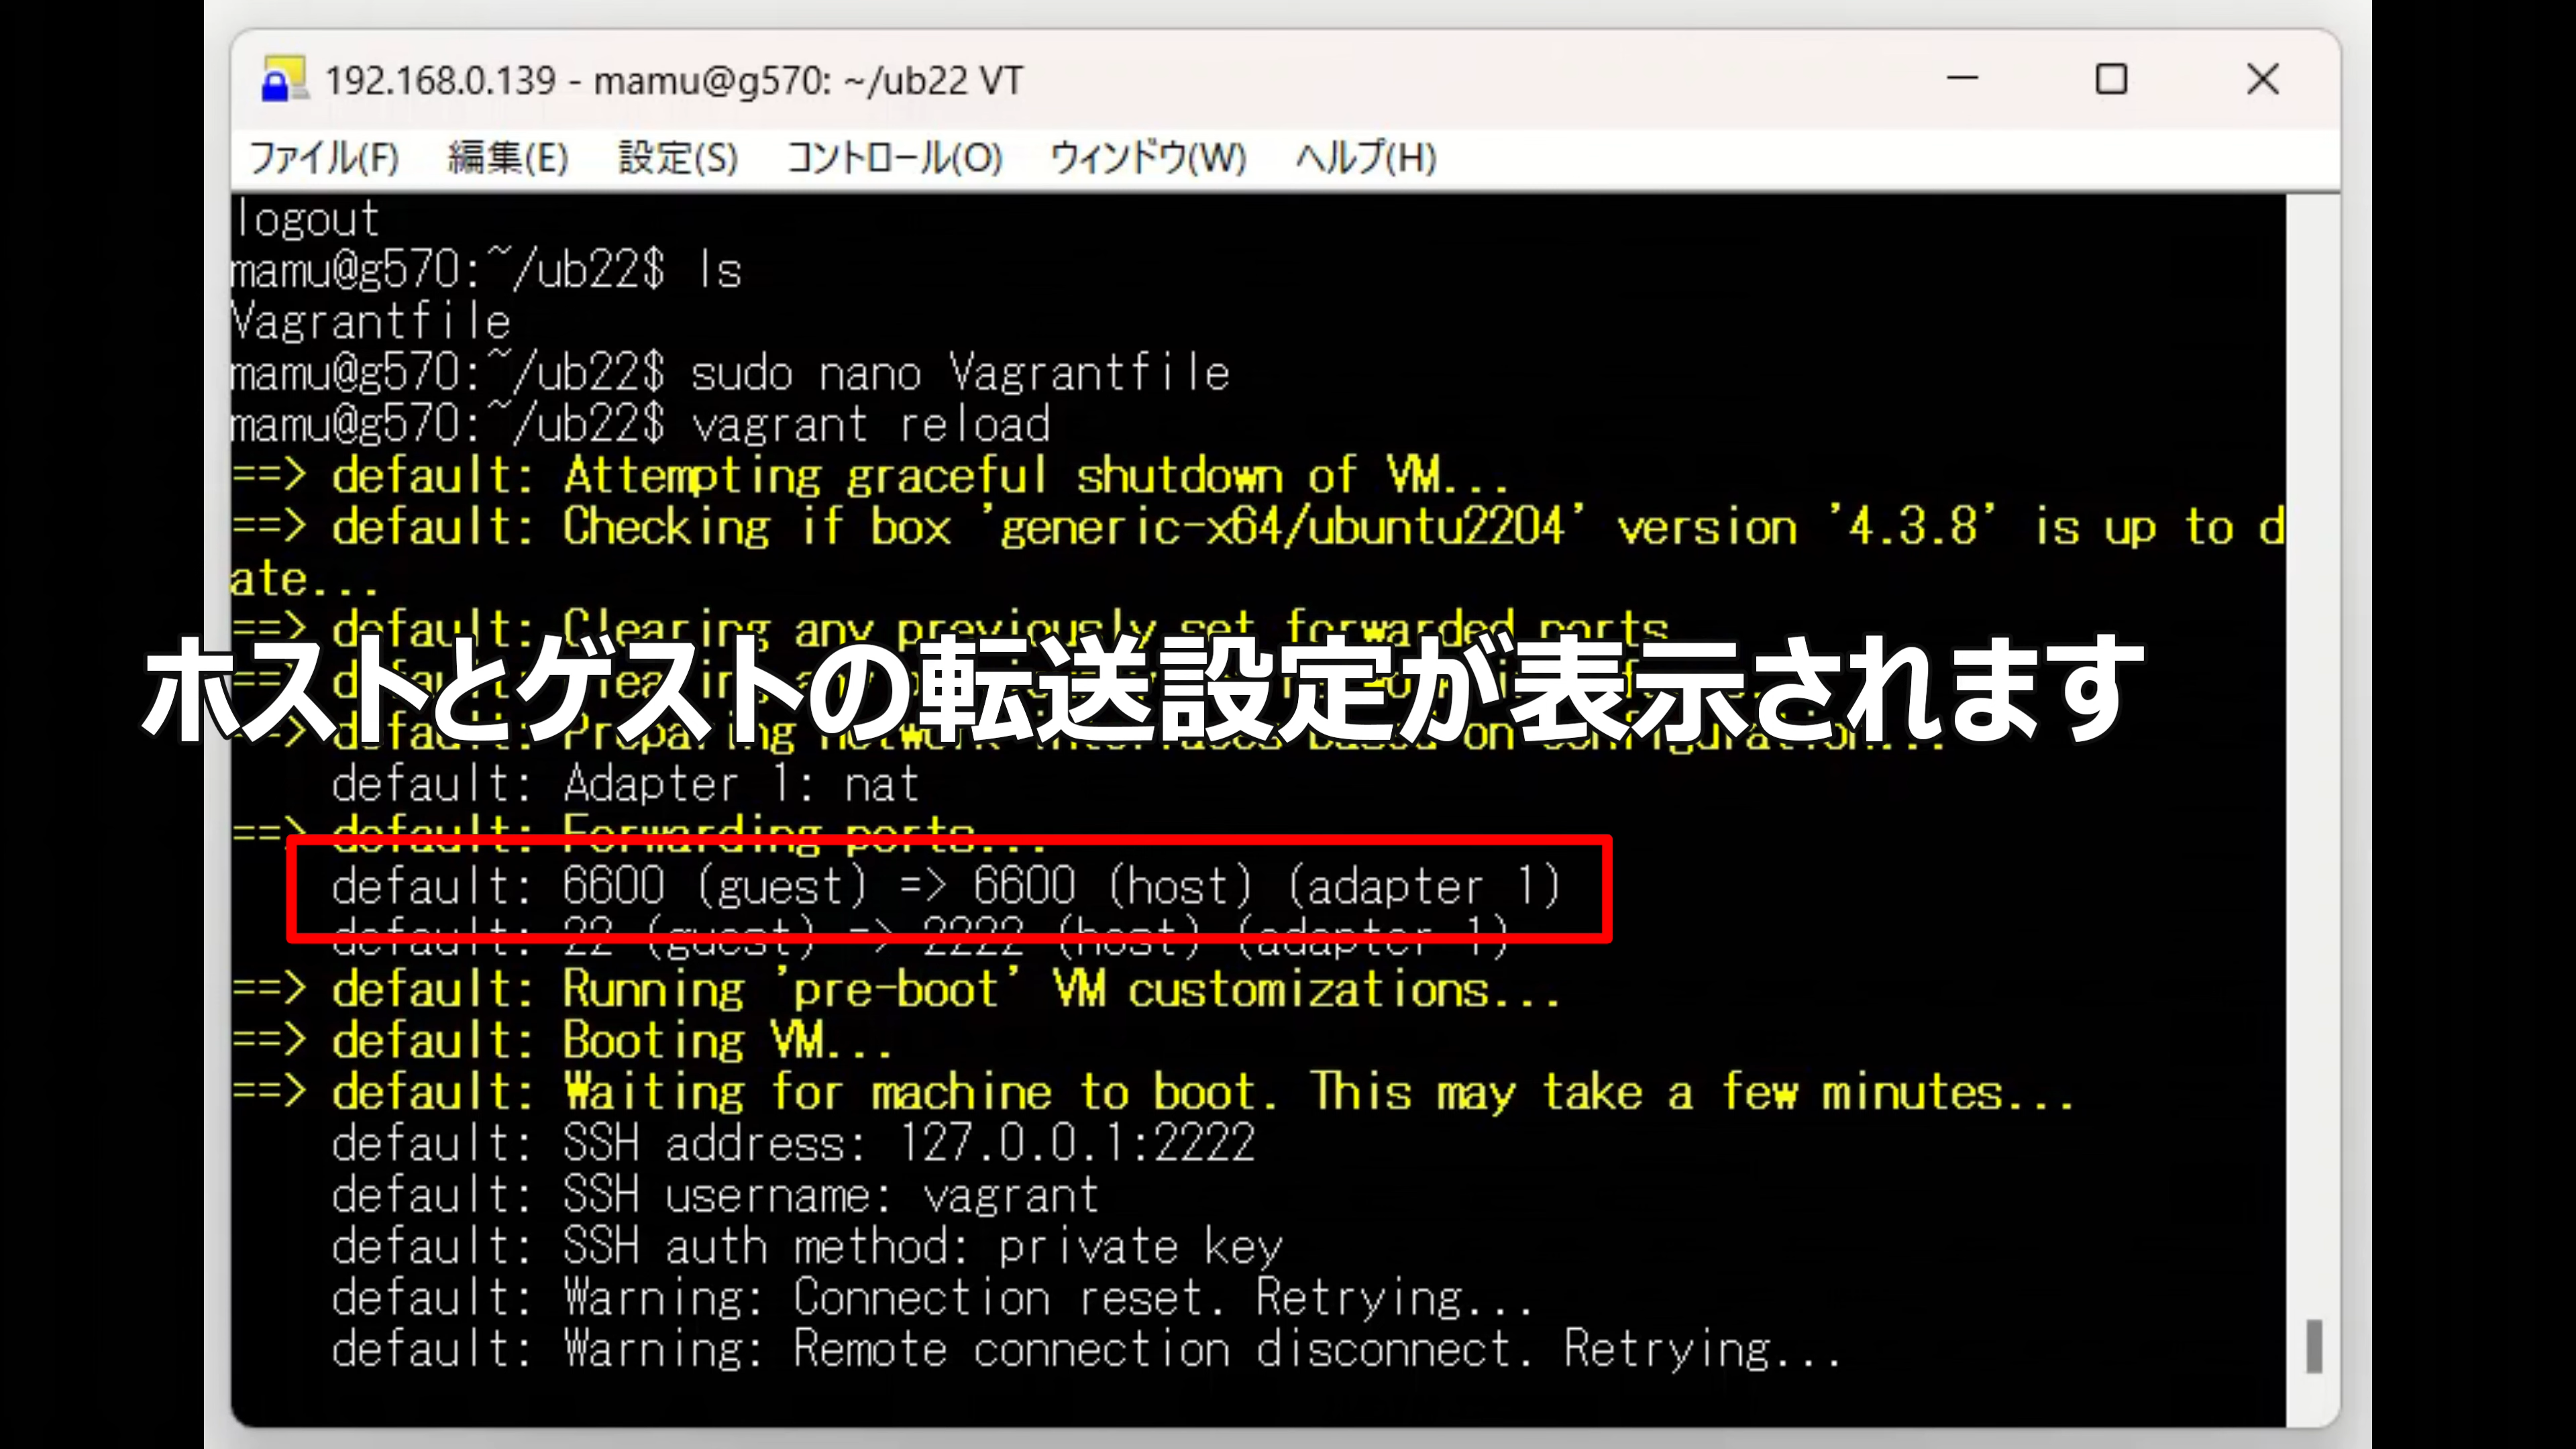 192.168.0.139 - mamu@g570: ~/ub22 VT
ファイル(F) 編集(E) 設定(S) コントロール(O) ウィンドウ(W) ヘルプ(H)
logout
mamu@g570:~/ub22$ ls
Vagrantfile
mamu@g570:~/ub22$ sudo nano Vagrantfile
mamu@g570:~/ub22$ vagrant reload
==> default: Attempting graceful shutdown of VM...
==> default: Checking if box 'generic-x64/ubuntu2204' version '4.3.8' is up to d
ate...
==> default: Clearing any previously set forwarded ports
ホストとゲストの転送設定が表示されます
==> default: Preparing network interfaces based on configuration...
default: Adapter 1: nat
==> default: Forwarding ports...
default: 6600 (guest) => 6600 (host) (adapter 1)
default: 22 (guest) => 2222 (host) (adapter 1)
==> default: Running 'pre-boot' VM customizations...
==> default: Booting VM...
==> default: Waiting for machine to boot. This may take a few minutes...
default: SSH address: 127.0.0.1:2222
default: SSH username: vagrant
default: SSH auth method: private key
default: Warning: Connection reset. Retrying...
default: Warning: Remote connection disconnect. Retrying...